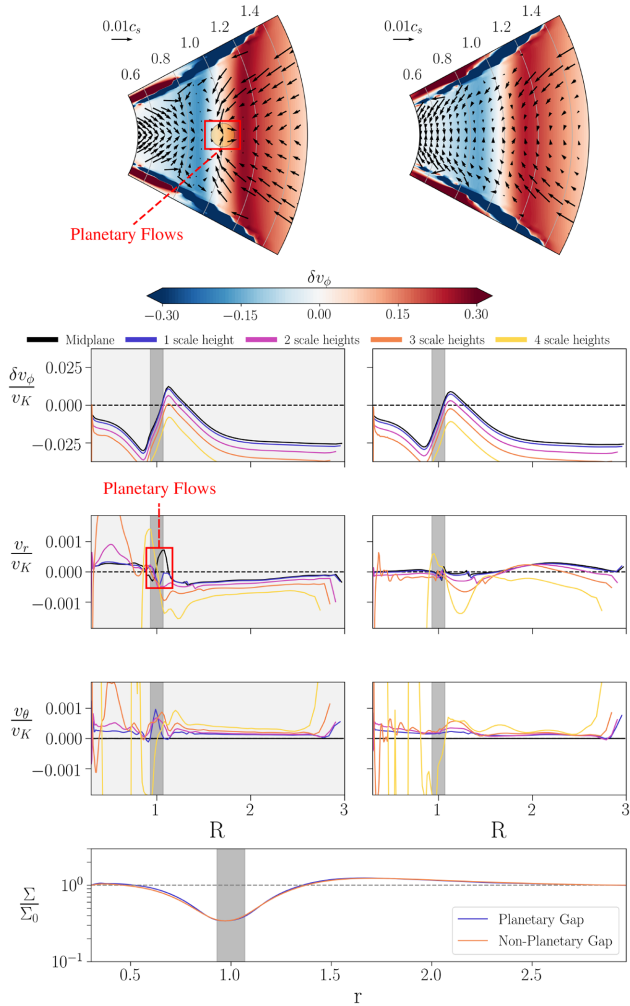 0.01c_s
0.6
0.8
1.0
1.2
1.4
Planetary Flows
0.01c_s
0.6
0.8
1.0
1.2
1.4
δv_ϕ
−0.30
−0.15
0.00
0.15
0.30
Midplane
1 scale height
2 scale heights
3 scale heights
4 scale heights
δv_ϕ
v_K
0.025
0.000
−0.025
Planetary Flows
v_r
v_K
0.001
0.000
−0.001
v_θ
v_K
0.001
0.000
−0.001
1
2
3
R
1
2
3
R
Σ
Σ_0
10^0
10^−1
Planetary Gap
Non-Planetary Gap
0.5
1.0
1.5
2.0
2.5
r